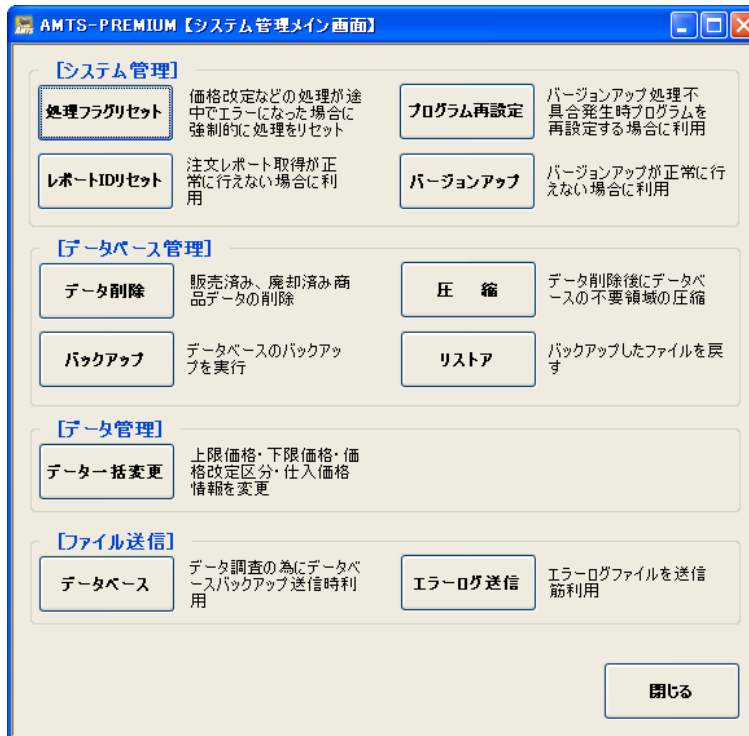 AMTS-PREMIUM【システム管理メイン画面】
[システム管理]
処理フラグリセット
価格改定などの処理が途
中でエラーになった場合に
強制的に処理をリセット
プログラム再設定
バージョンアップ処理不
具合発生時プログラムを
再設定する場合に利用
レポートIDリセット
注文レポート取得が正
常に行えない場合に利
用
バージョンアップ
バージョンアップが正常に行
えない場合に利用
[データベース管理]
データ削除
販売済み、廃却済み商
品データの削除
圧 縮
データ削除後にデータベ
ースの不要領域の圧縮
バックアップ
データベースのバックアッ
プを実行
リストア
バックアップしたファイルを戻
す
[データ管理]
データ一括変更
上限価格・下限価格・価
格改定区分・仕入価格
情報を変更
[ファイル送信]
データベース
データ調査の為にデータベ
ースバックアップ送信時利
用
エラーログ送信
エラーログファイルを送信
筋利用
閉じる